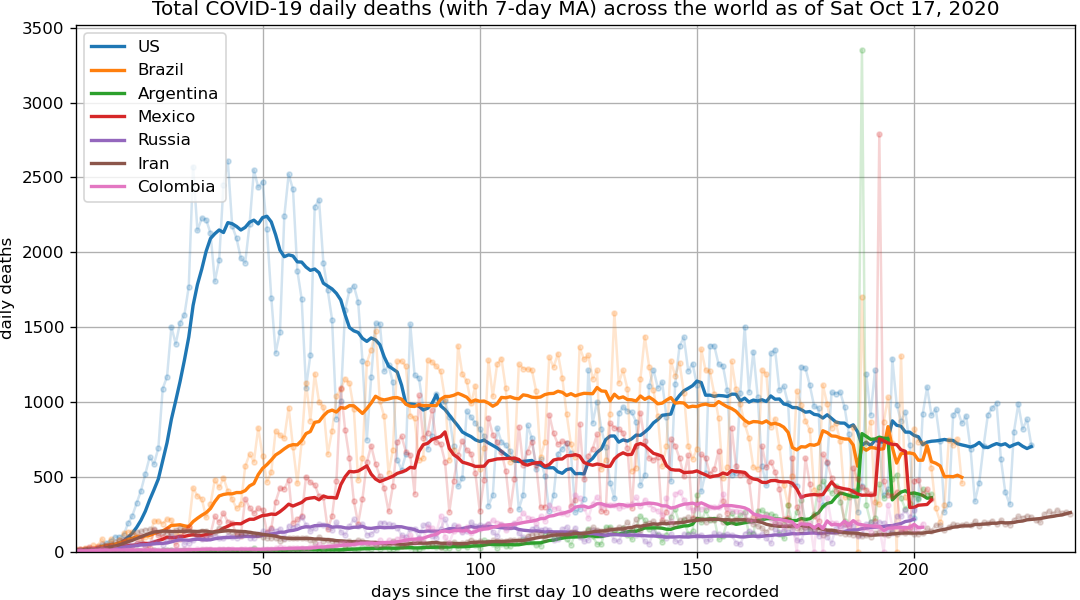 Total COVID-19 daily deaths (with 7-day MA) across the world as of Sat Oct 17, 2020
3500
3000
2500
2000
1500
1000
500
0
daily deaths
US
Brazil
Argentina
Mexico
Russia
Iran
Colombia
50
100
150
200
days since the first day 10 deaths were recorded